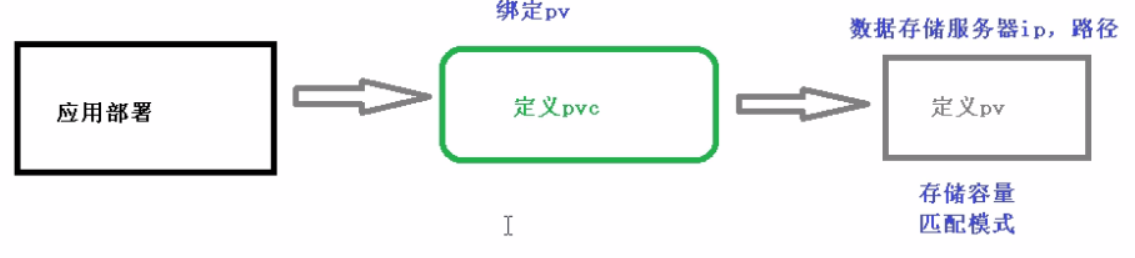 绑定pv
数据存储服务器ip，路径
应用部署
定义pvc
定义pv
存储容量
匹配模式